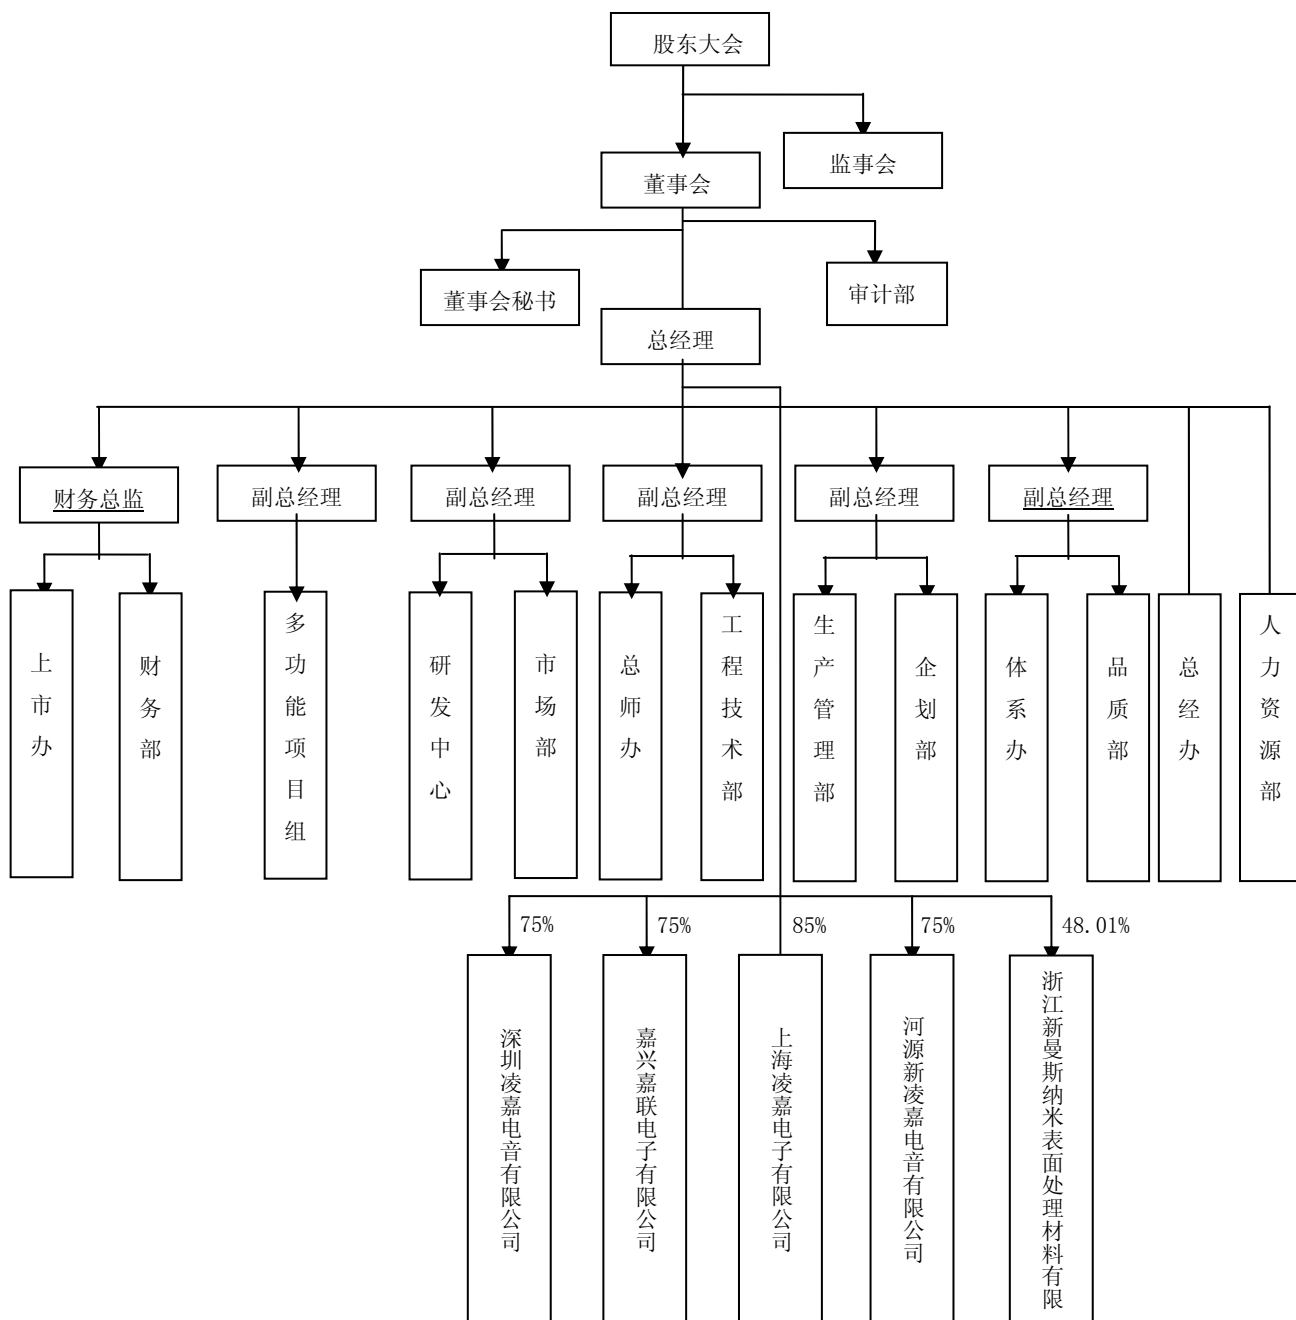 股东大会
监事会
董事会
董事会秘书
审计部
总经理
财务总监
副总经理
副总经理
副总经理
副总经理
副总经理
上市办
财务部
多功能项目组
研发中心
市场部
总师办
工程技术部
生产管理部
企划部
体系办
品质部
总经办
人力资源部
75%
75%
85%
75%
48.01%
深圳凌嘉电音有限公司
嘉兴嘉联电子有限公司
上海凌嘉电子有限公司
河源新凌嘉电音有限公司
浙江新曼斯纳米表面处理材料有限